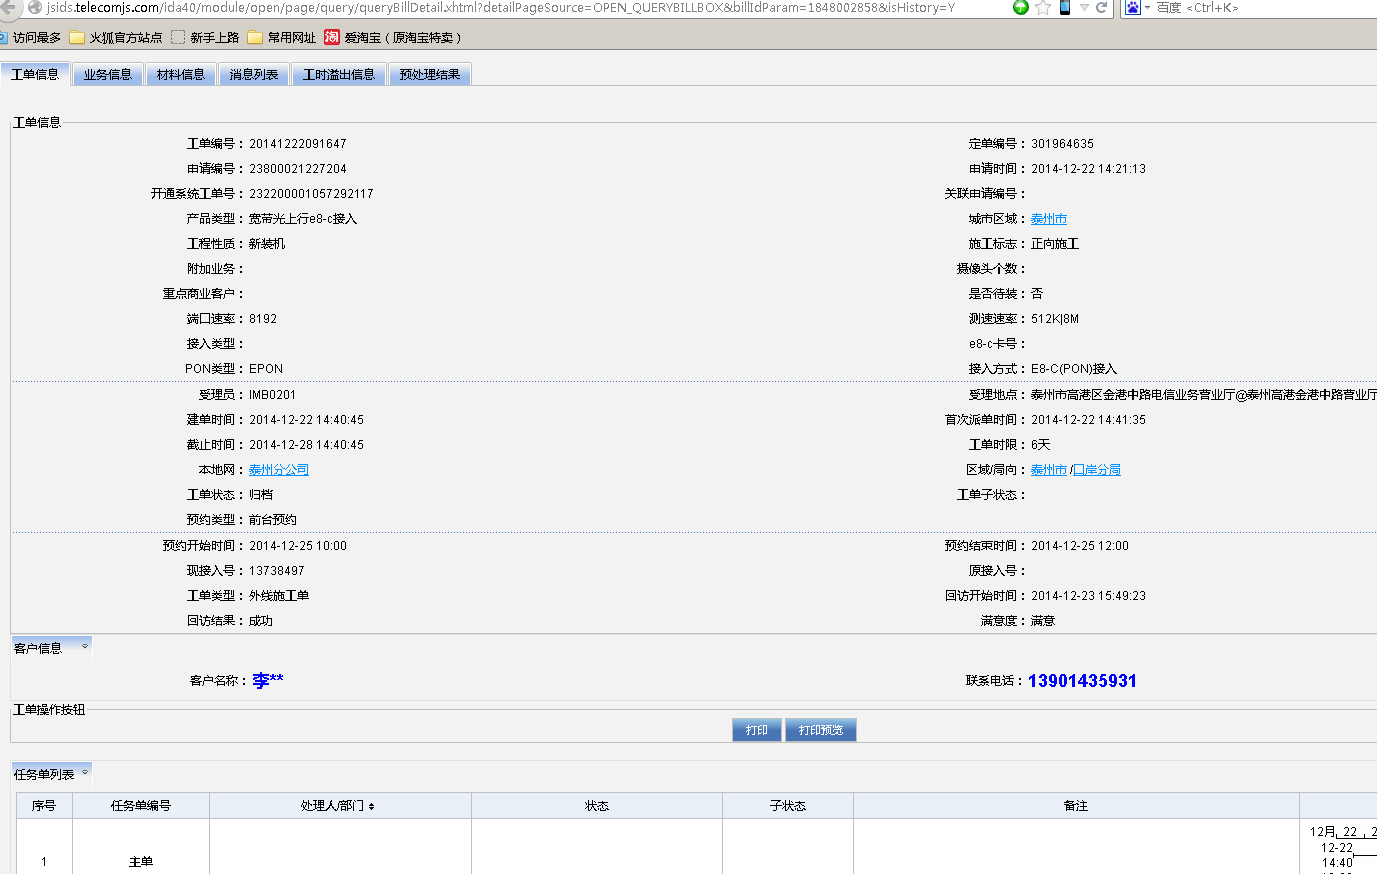 jsids.telecomjs.com/ida40/module/open/page/query/queryBillDetail.xhtml?detailPageSource=OPEN_QUERYBILLBOX&billIdParam=1848002858&isHistory=Y 百度 <Ctrl+K>
访问最多 火狐官方站点 新手上路 常用网址 淘 爱淘宝（原淘宝特卖）
工单信息 业务信息 材料信息 消息列表 工时溢出信息 预处理结果
工单信息
工单编号： 20141222091647 定单编号： 301964635
申请编号： 23800021227204 申请时间： 2014-12-22 14:21:13
开通系统工单号： 232200001057292117 关联申请编号：
产品类型： 宽带光上行e8-c接入 城市区域： 泰州市
工程性质： 新装机 施工标志： 正向施工
附加业务： 摄像头个数：
重点商业客户： 是否待装： 否
端口速率： 8192 测速速率： 512K|8M
接入类型： e8-c卡号：
PON类型： EPON 接入方式： E8-C(PON)接入
受理员： IMB0201 受理地点： 泰州市高港区金港中路电信业务营业厅@泰州高港金港中路营业厅
建单时间： 2014-12-22 14:40:45 首次派单时间： 2014-12-22 14:41:35
截止时间： 2014-12-28 14:40:45 工单时限： 6天
本地网： 泰州分公司 区域/局向： 泰州市 /口岸分局
工单状态： 归档 工单子状态：
预约类型： 前台预约
预约开始时间： 2014-12-25 10:00 预约结束时间： 2014-12-25 12:00
现接入号： 13738497 原接入号：
工单类型： 外线施工单 回访开始时间： 2014-12-23 15:49:23
回访结果： 成功 满意度： 满意
客户信息
客户名称： 李** 联系电话： 13901435931
工单操作按钮
打印 打印预览
任务单列表
序号 任务单编号 处理人/部门 状态 子状态 备注
12月 22 , 2
12-22
1 主单
14:40